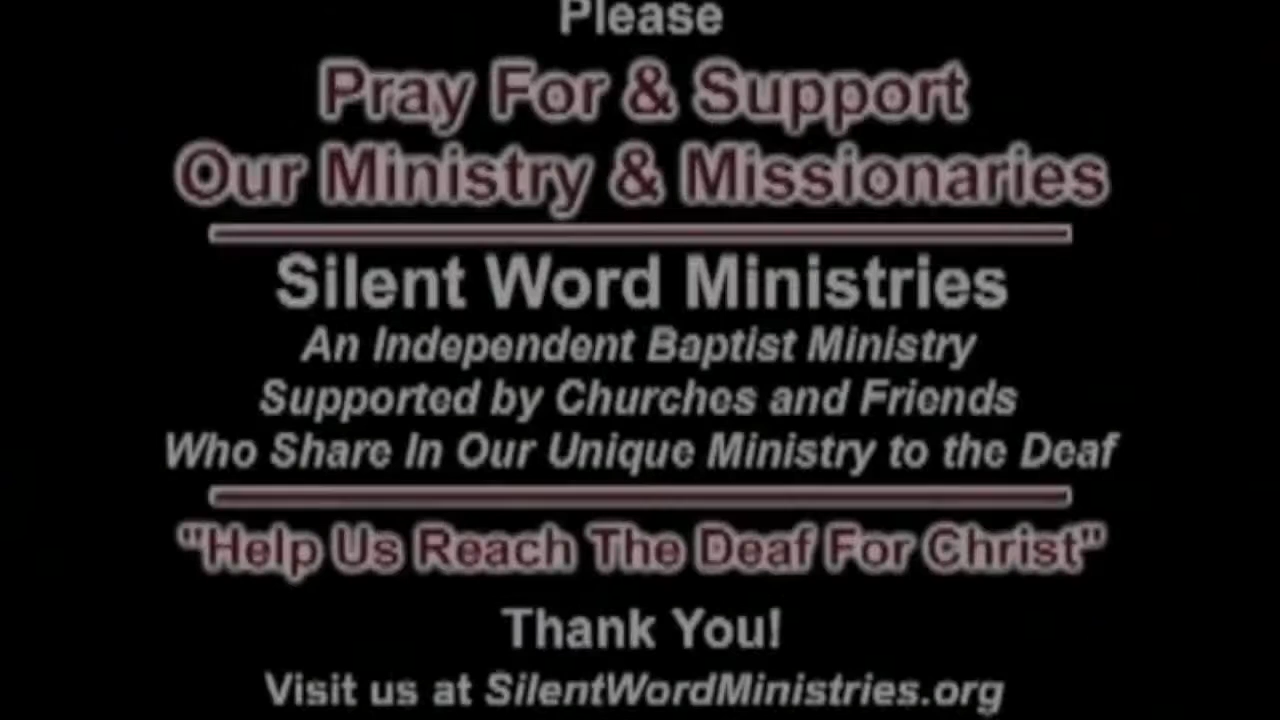 Please
Pray For & Support
Our Ministry & Missionaries
Silent Word Ministries
An Independent Baptist Ministry
Supported by Churches and Friends
Who Share In Our Unique Ministry to the Deaf
"Help Us Reach The Deaf For Christ"
Thank You!
Visit us at SilentWordMinistries.org